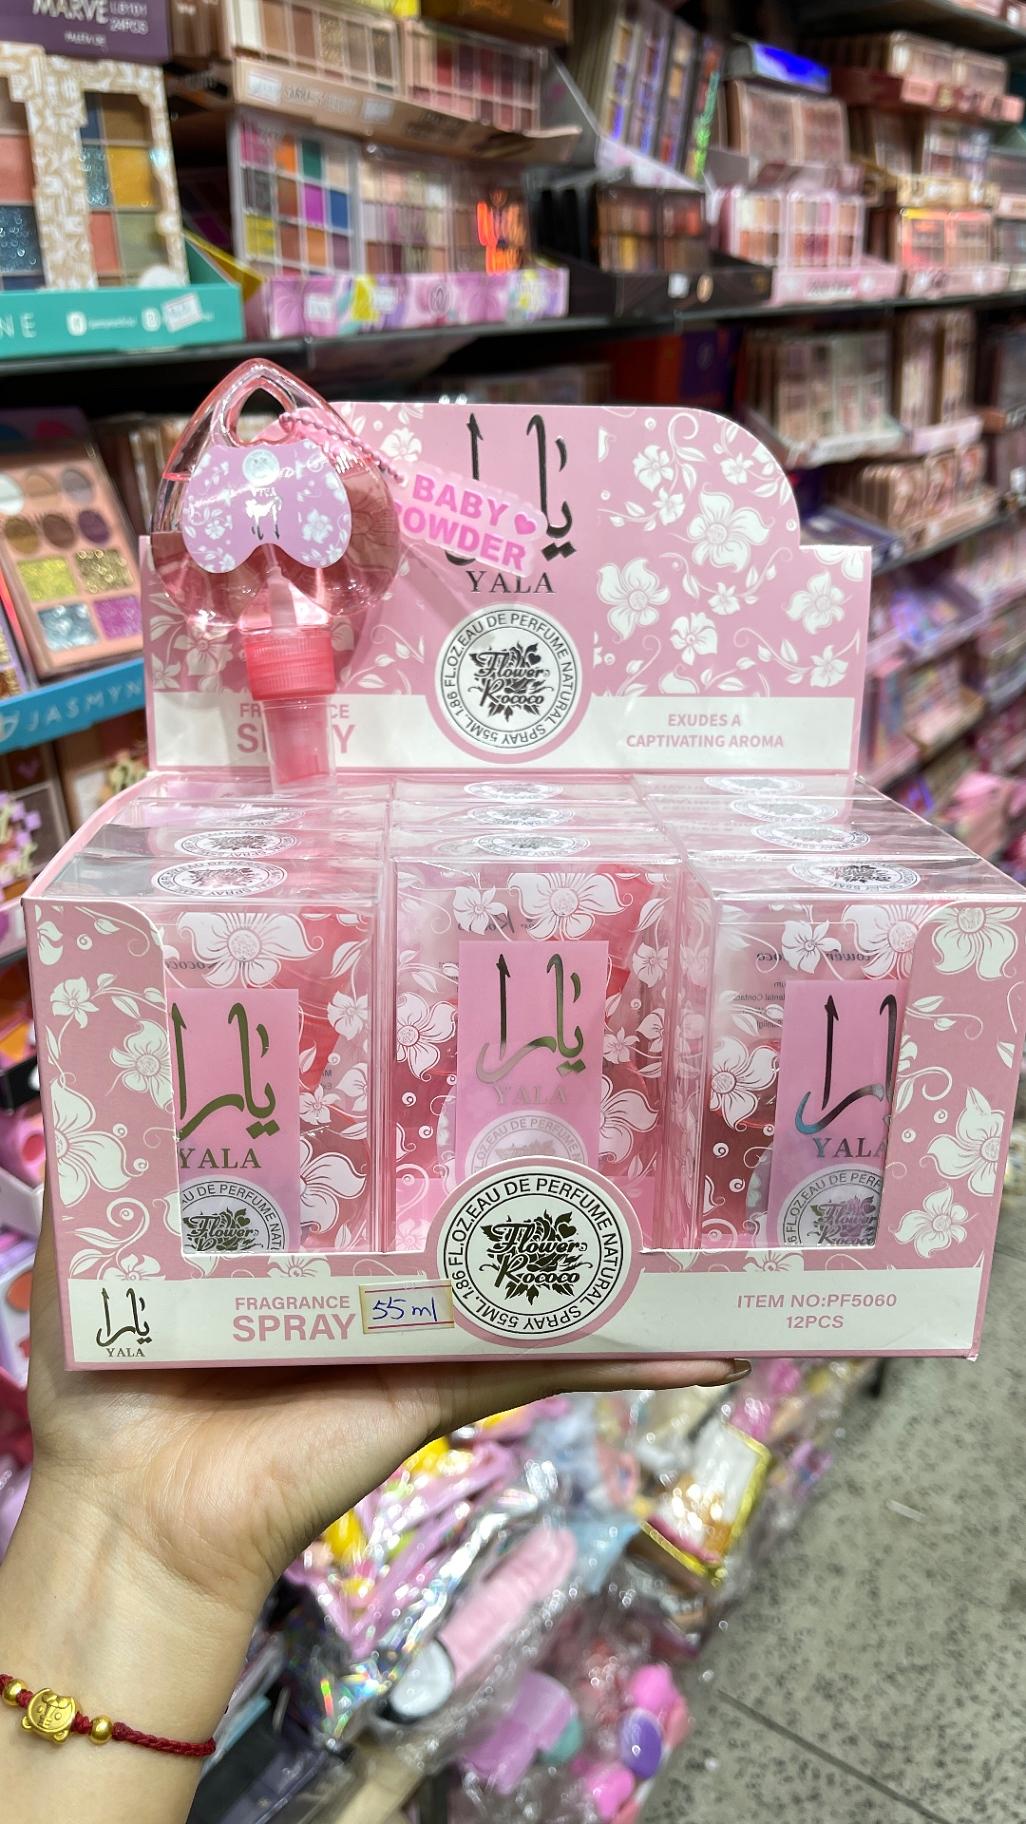 MARVE
24PCS
JASMYN
BABY
POWDER
يارا
YALA
1.86 FL.OZ.EAU DE PERFUME NATURAL SPRAY 55ML
Flower
Rococo
SPRAY
EXUDES A
CAPTIVATING AROMA
يارا
YALA
يارا
YALA
YALA
EAU DE PERFUME
Flower
Rococo
Flower
Rococo
1.86 FL.OZ.EAU DE PERFUME NATURAL SPRAY 55ML
Flower
Rococo
يارا
YALA
FRAGRANCE
SPRAY
55 ml
ITEM NO:PF5060
12PCS